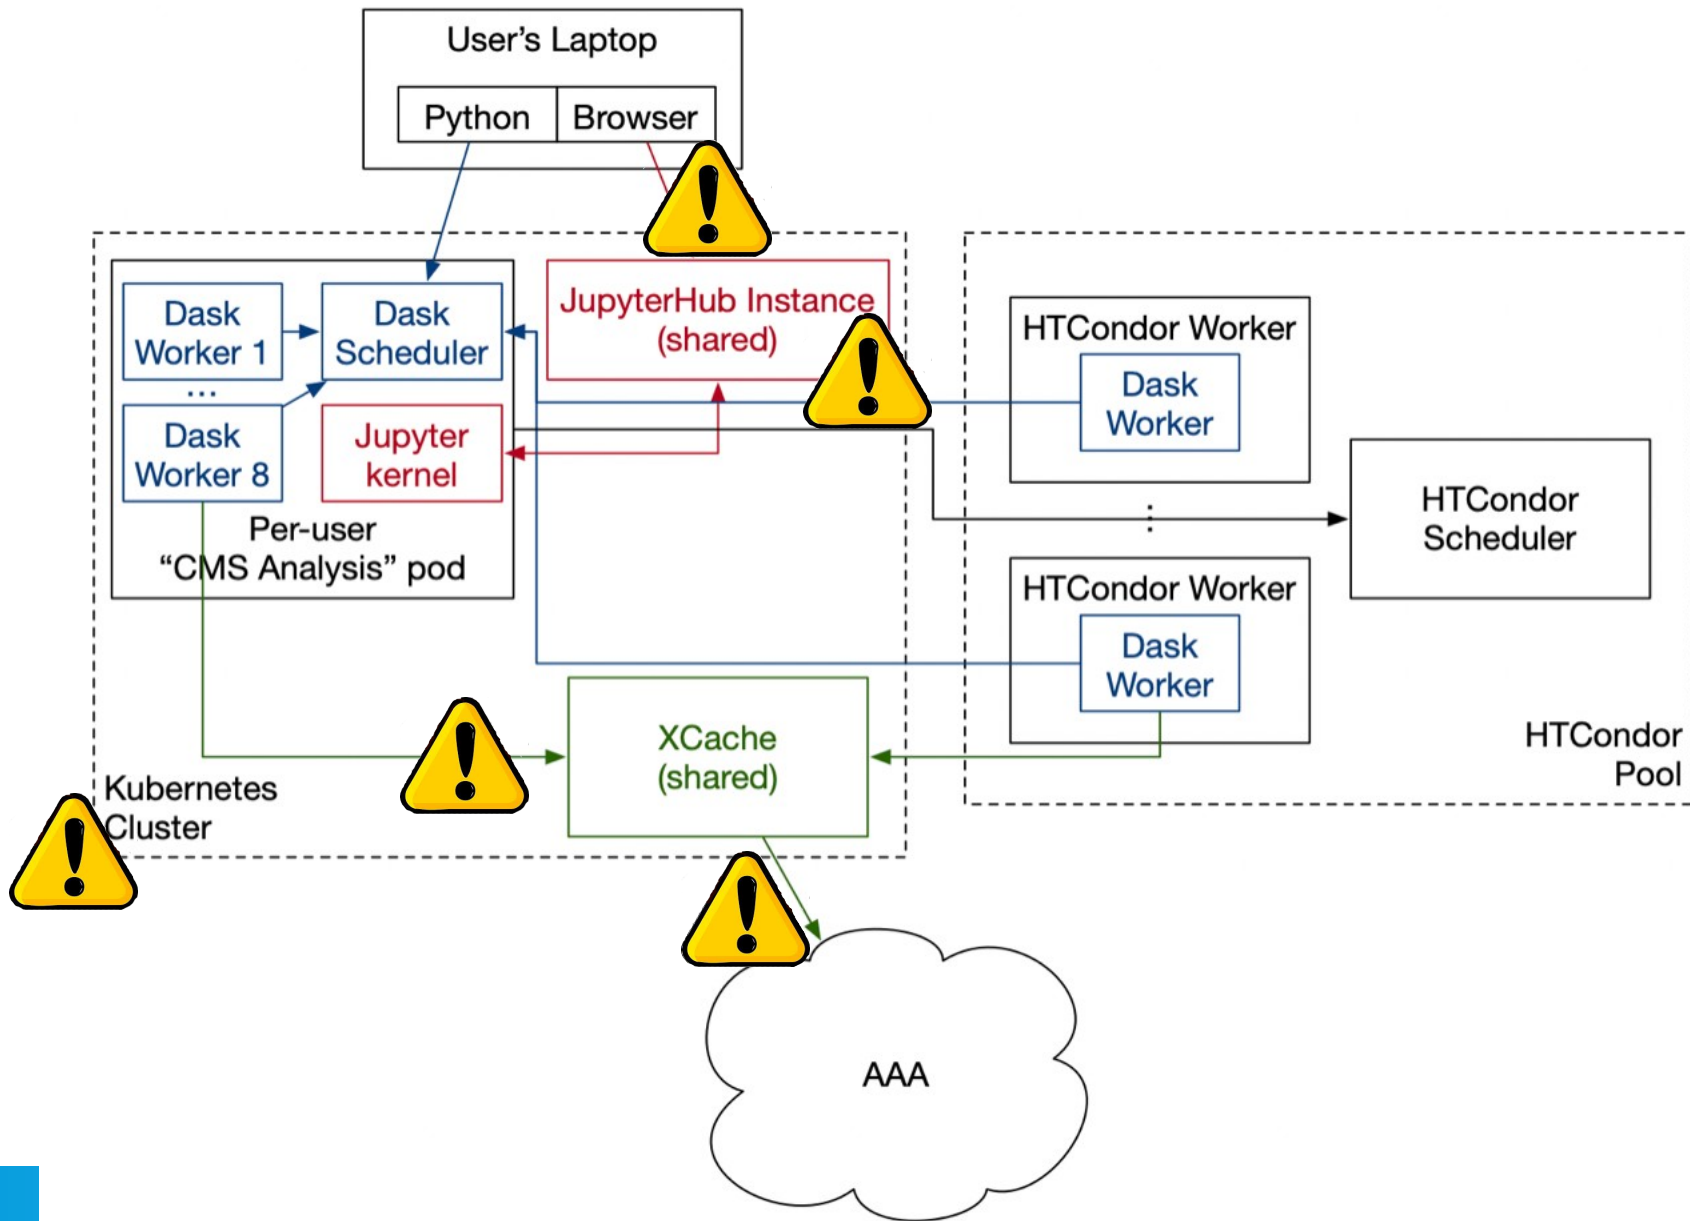 User’s Laptop
Python
Browser
Dask
Worker 1
...
Dask
Worker 8
Dask
Scheduler
Jupyter
kernel
Per-user
“CMS Analysis” pod
JupyterHub Instance
(shared)
HTCondor Worker
Dask
Worker
...
HTCondor Worker
Dask
Worker
HTCondor
Scheduler
HTCondor
Pool
XCache
(shared)
Kubernetes
Cluster
AAA